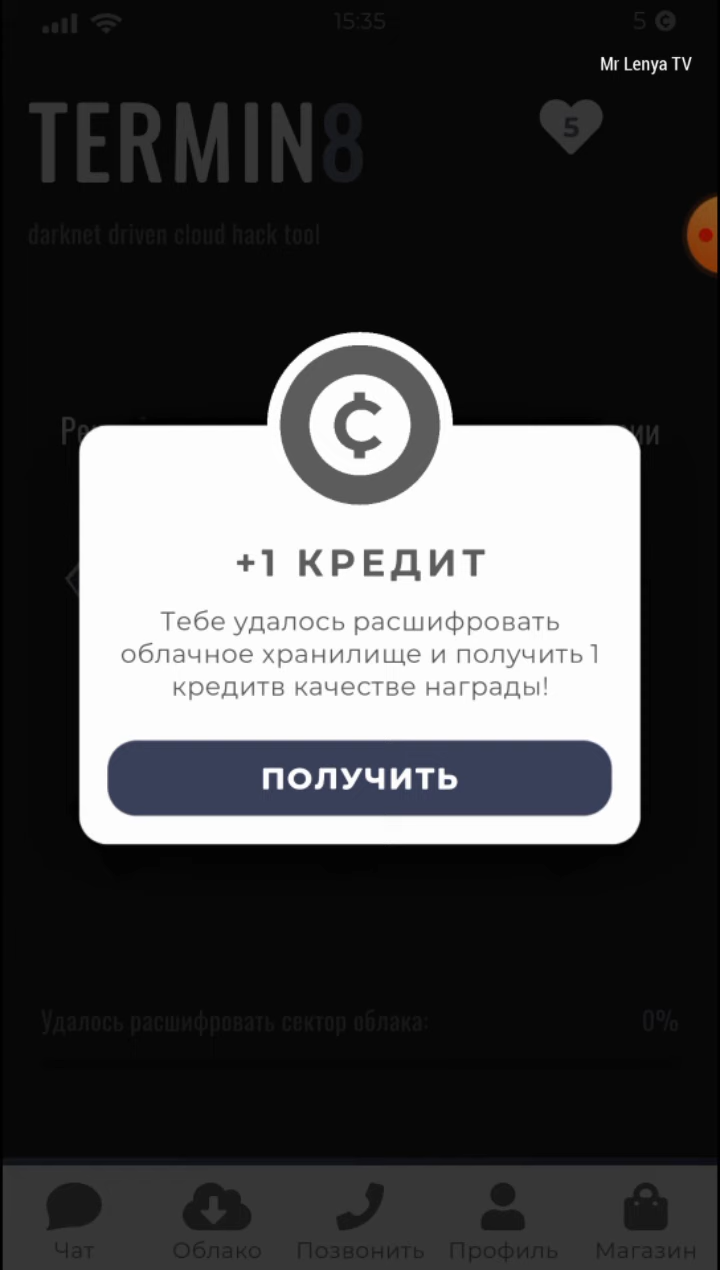 15:35
5
Mr Lenya TV
TERMIN8
5
darknet driven cloud hack tool
+1 КРЕДИТ
Тебе удалось расшифровать
облачное хранилище и получить 1
кредитв качестве награды!
ПОЛУЧИТЬ
Удалось расшифровать сектор облака:
0%
Чат
Облако
Позвонить
Профиль
Магазин